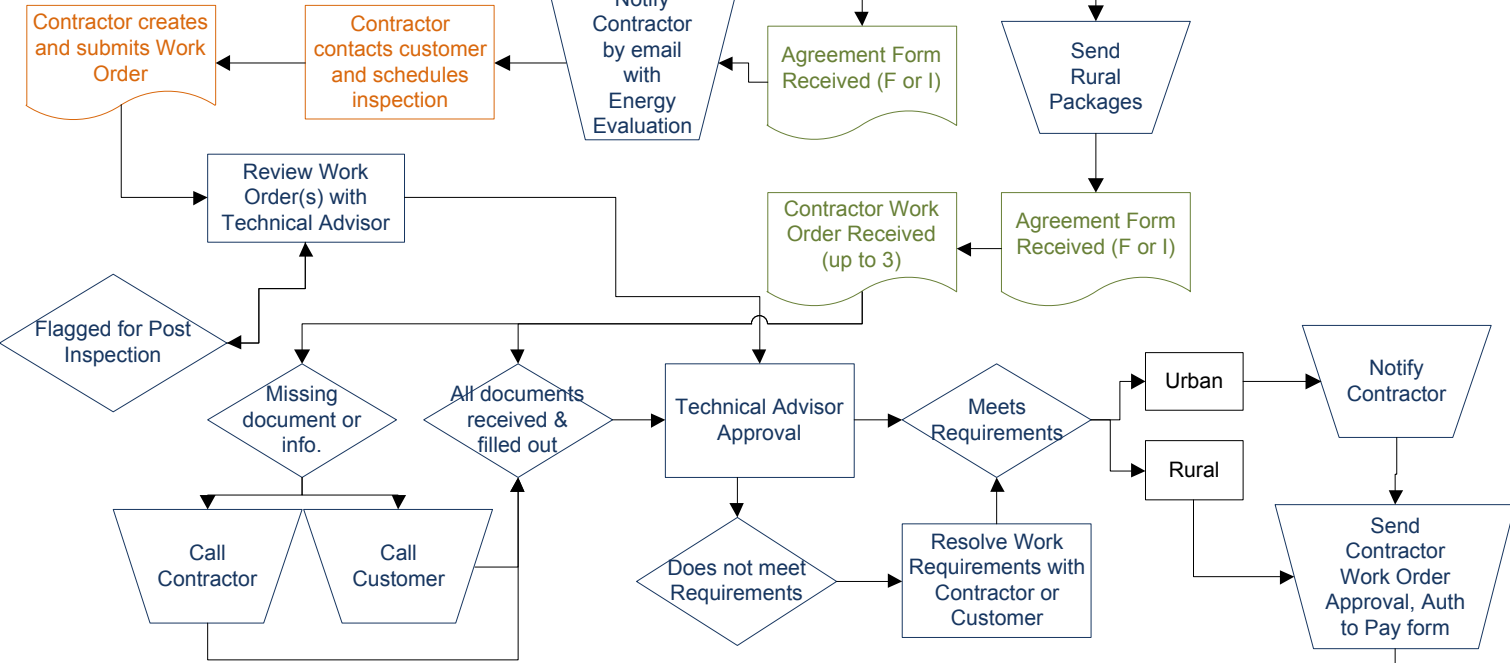 Contractor creates
and submits Work
Order
Contractor
contacts customer
and schedules
inspection
Notify
Contractor
by email
with
Energy
Evaluation
Agreement Form
Received (F or I)
Send
Rural
Packages
Review Work
Order(s) with
Technical Advisor
Contractor Work
Order Received
(up to 3)
Agreement Form
Received (F or I)
Flagged for Post
Inspection
Missing
document or
info.
All documents
received &
filled out
Technical Advisor
Approval
Meets
Requirements
Urban
Rural
Notify
Contractor
Call
Contractor
Call
Customer
Does not meet
Requirements
Resolve Work
Requirements with
Contractor or
Customer
Send
Contractor
Work Order
Approval, Auth
to Pay form